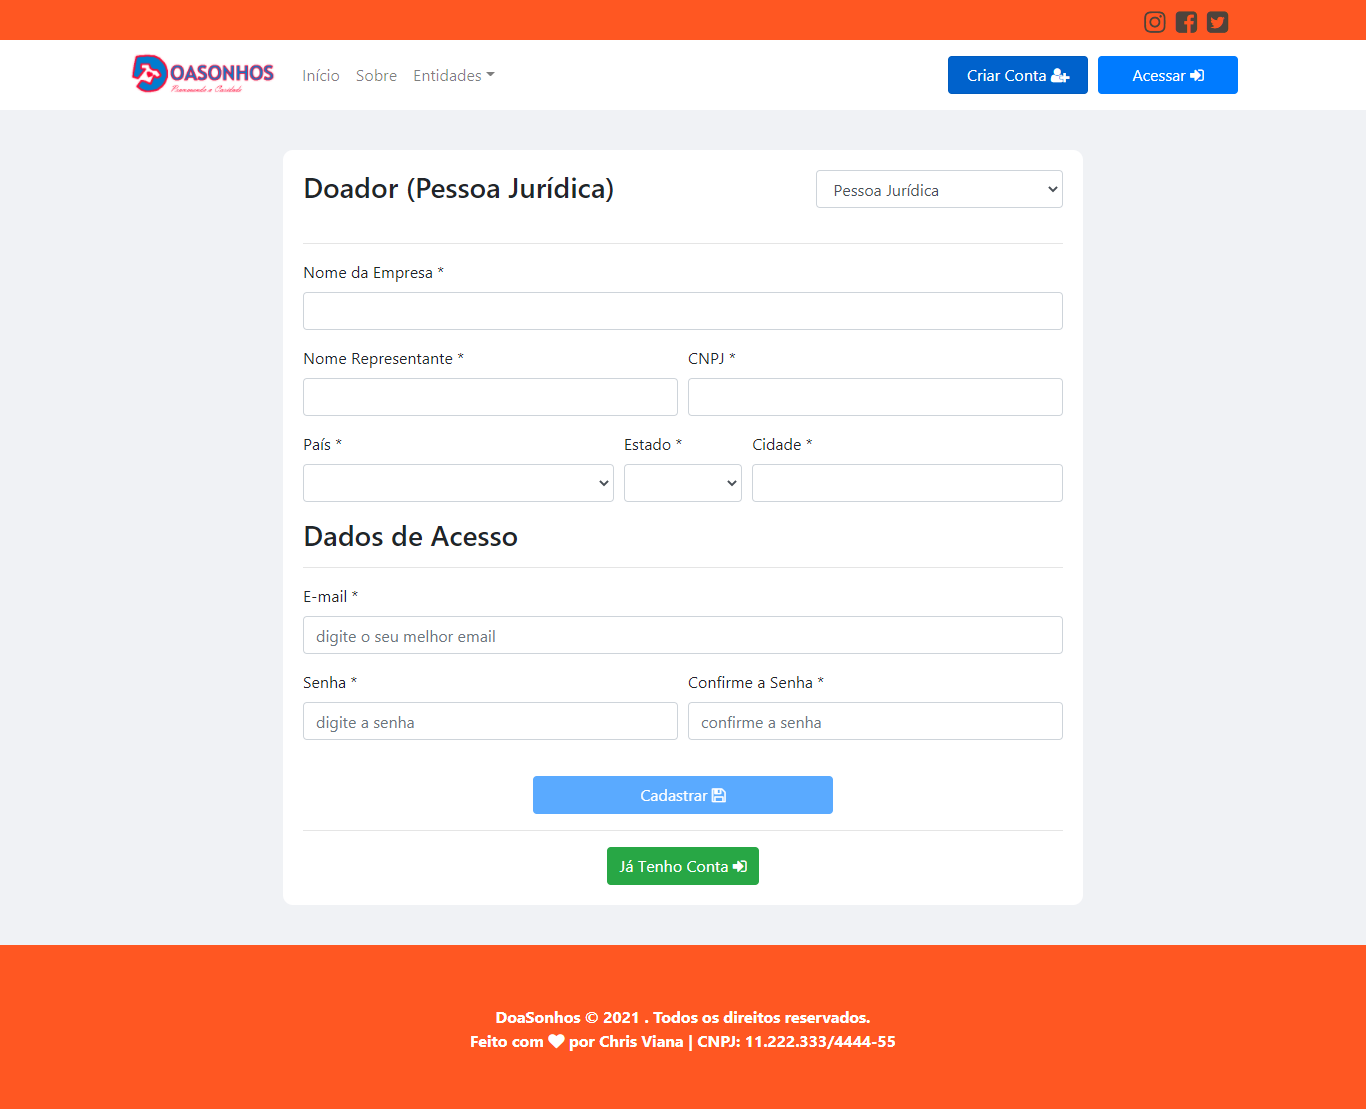 DOASONHOS
Início Sobre Entidades
Criar Conta
Acessar
Doador (Pessoa Jurídica)
Pessoa Jurídica
Nome da Empresa *
Nome Representante * CNPJ *
País * Estado * Cidade *
Dados de Acesso
E-mail *
digite o seu melhor email
Senha * Confirme a Senha *
digite a senha confirme a senha
Cadastrar
Já Tenho Conta
DoaSonhos © 2021 . Todos os direitos reservados.
Feito com por Chris Viana | CNPJ: 11.222.333/4444-55